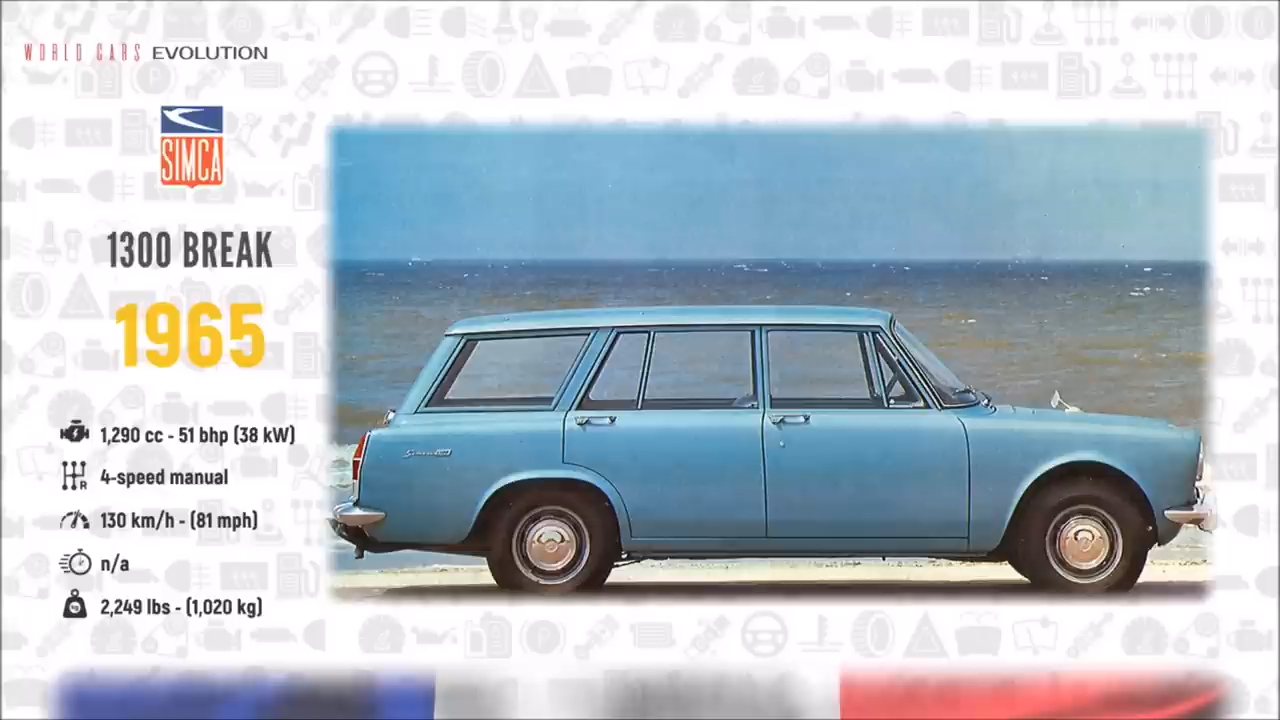 WORLD CARS EVOLUTION
SIMCA
1300 BREAK
1965
1,290 cc - 51 bhp (38 kW)
R
4-speed manual
130 km/h - (81 mph)
n/a
2,249 lbs - (1,020 kg)